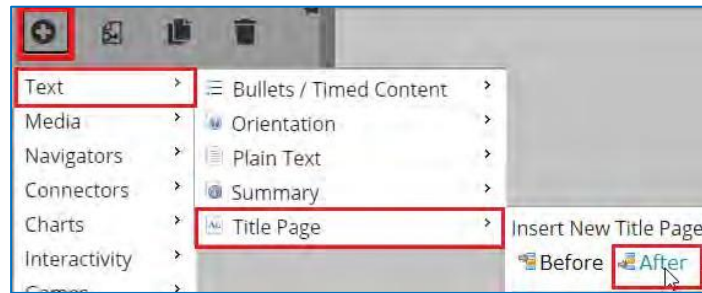 Text
Media
Navigators
Connectors
Charts
Interactivity
Games
Bullets / Timed Content
Orientation
Plain Text
Summary
Title Page
Insert New Title Page
Before After